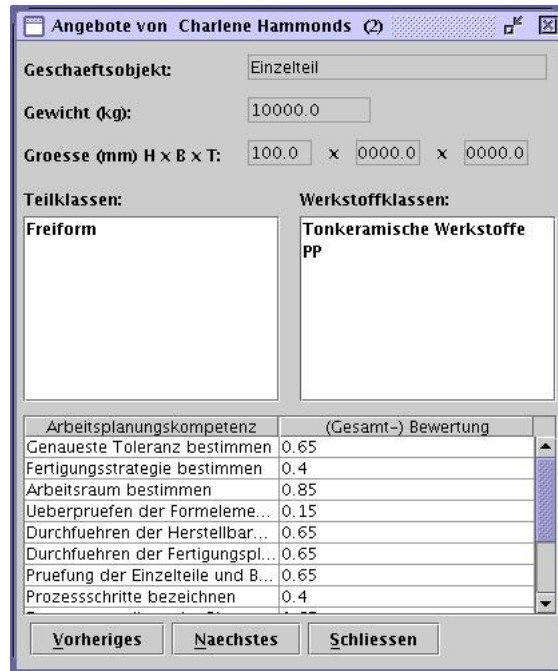 Angebote von Charlene Hammonds (2)
Geschaeftsobjekt: Einzelteil
Gewicht (kg): 10000.0
Groesse (mm) H x B x T: 100.0 x 0000.0 x 0000.0
Teilklassen: Werkstoffklassen:
Freiform Tonkeramische Werkstoffe
PP
Arbeitsplanungskompetenz (Gesamt-) Bewertung
Genaueste Toleranz bestimmen 0.65
Fertigungsstrategie bestimmen 0.4
Arbeitsraum bestimmen 0.85
Ueberpruefen der Formeleme... 0.15
Durchfuehren der Herstellbar... 0.65
Durchfuehren der Fertigungspl... 0.65
Pruefung der Einzelteile und B... 0.65
Prozessschritte bezeichnen 0.4
Vorheriges Naechstes Schliessen